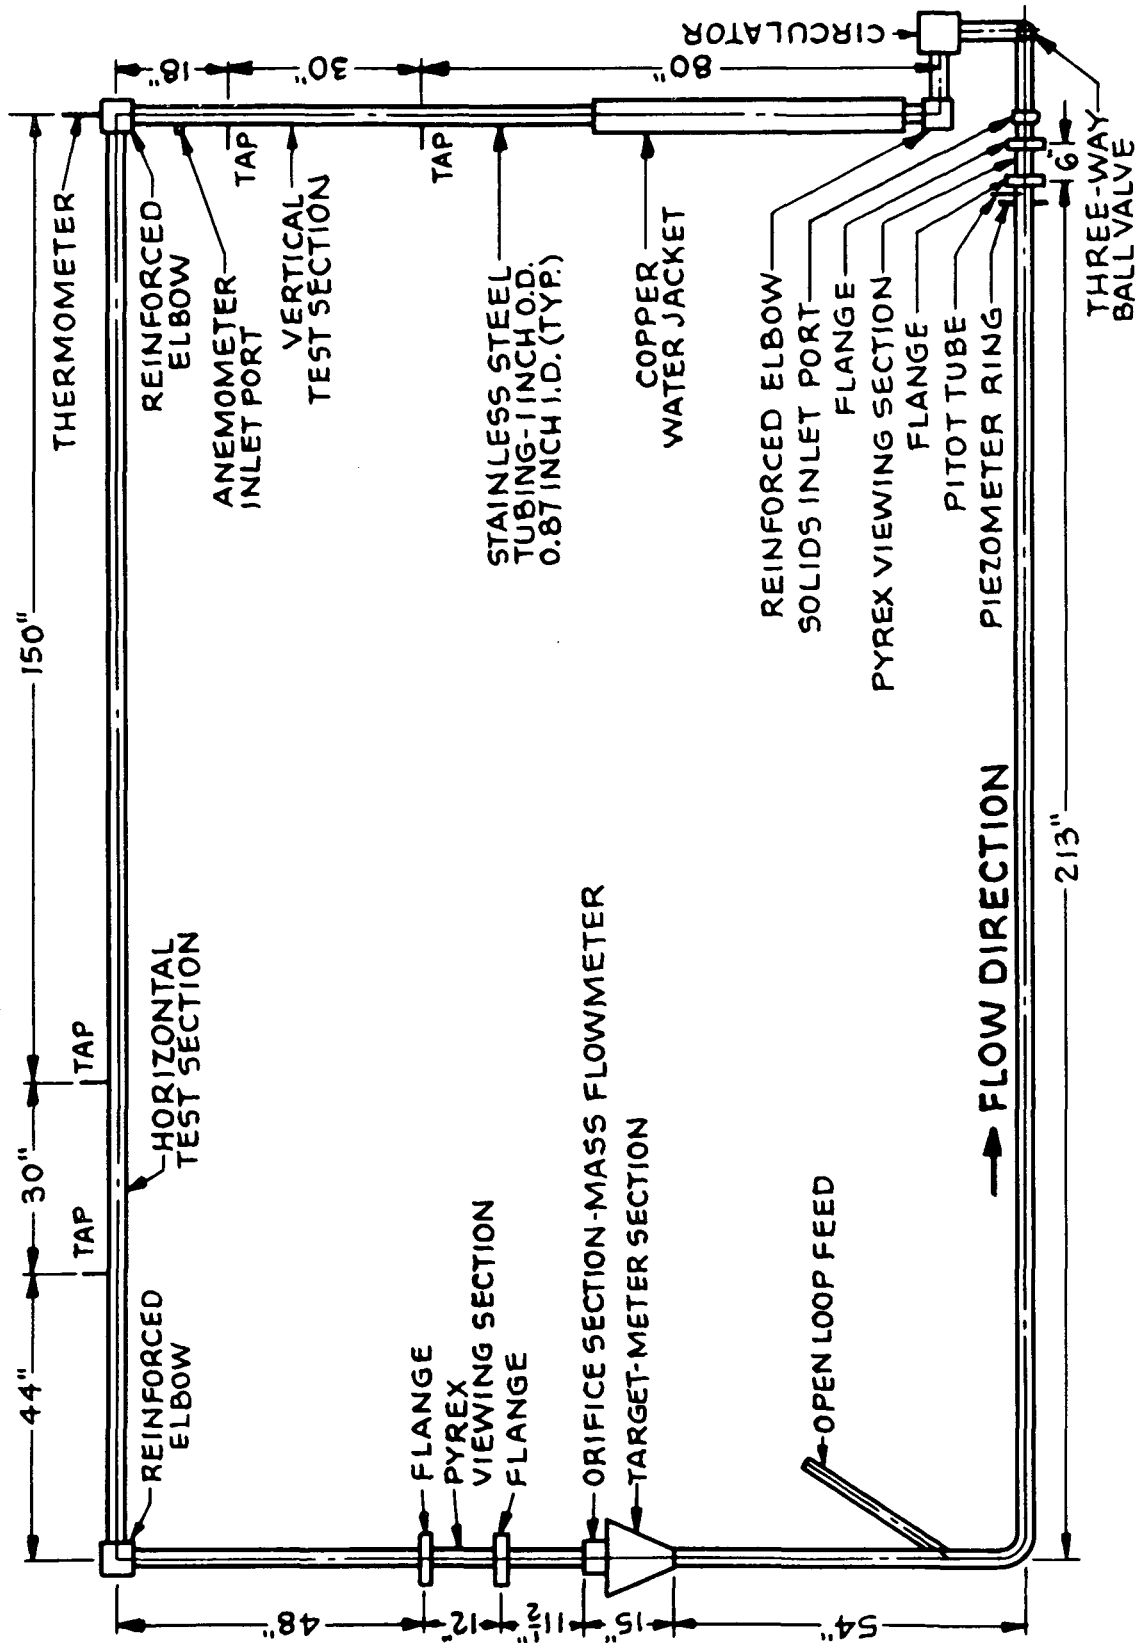 44"
30"
150"
TAP
TAP
THERMOMETER
REINFORCED
ELBOW
HORIZONTAL
TEST SECTION
REINFORCED
ELBOW
ANEMOMETER
INLET PORT
TAP
VERTICAL
TEST SECTION
TAP
18"
30"
80"
STAINLESS STEEL
TUBING-1 INCH O.D.
0.87 INCH I.D. (TYP.)
COPPER
WATER JACKET
CIRCULATOR
48"
12"
11 1/2"
15"
54"
FLANGE
PYREX
VIEWING SECTION
FLANGE
ORIFICE SECTION-MASS FLOWMETER
TARGET-METER SECTION
OPEN LOOP FEED
REINFORCED ELBOW
SOLIDS INLET PORT
FLANGE
PYREX VIEWING SECTION
FLANGE
PITOT TUBE
PIEZOMETER RING
FLOW DIRECTION
213"
6"
THREE-WAY
BALL VALVE